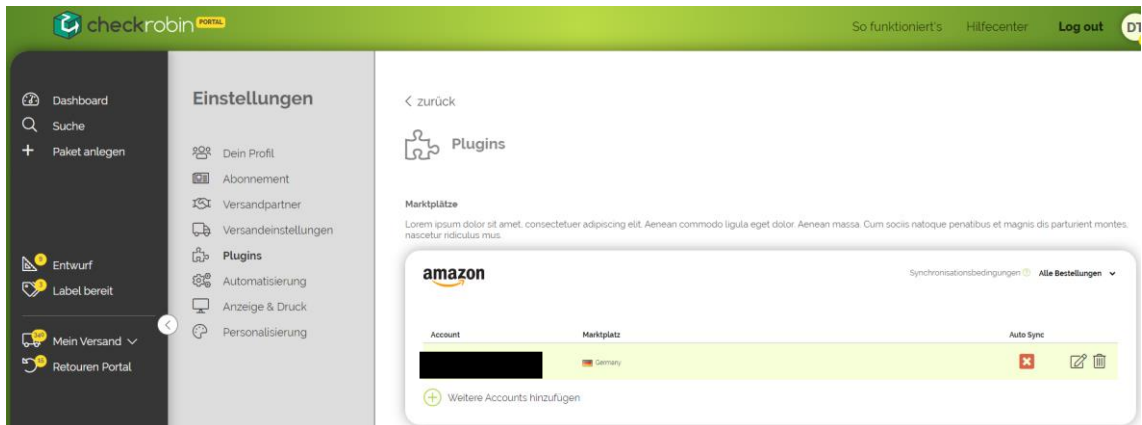 checkrobin PORTAL
So funktioniert's Hilfecenter Log out DT
Dashboard
Suche
Paket anlegen
Entwurf
Label bereit
Mein Versand
Retouren Portal
Einstellungen
Dein Profil
Abonnement
Versandpartner
Versandeinstellungen
Plugins
Automatisierung
Anzeige & Druck
Personalisierung
< zurück
Plugins
Marktplätze
Lorem ipsum dolor sit amet, consectetuer adipiscing elit. Aenean commodo ligula eget dolor. Aenean massa. Cum sociis natoque penatibus et magnis dis parturient montes,
nascetur ridiculus mus.
amazon
Synchronisationsbedingungen ? Alle Bestellungen
Account Marktplatz Auto Sync
Germany
Weitere Accounts hinzufügen